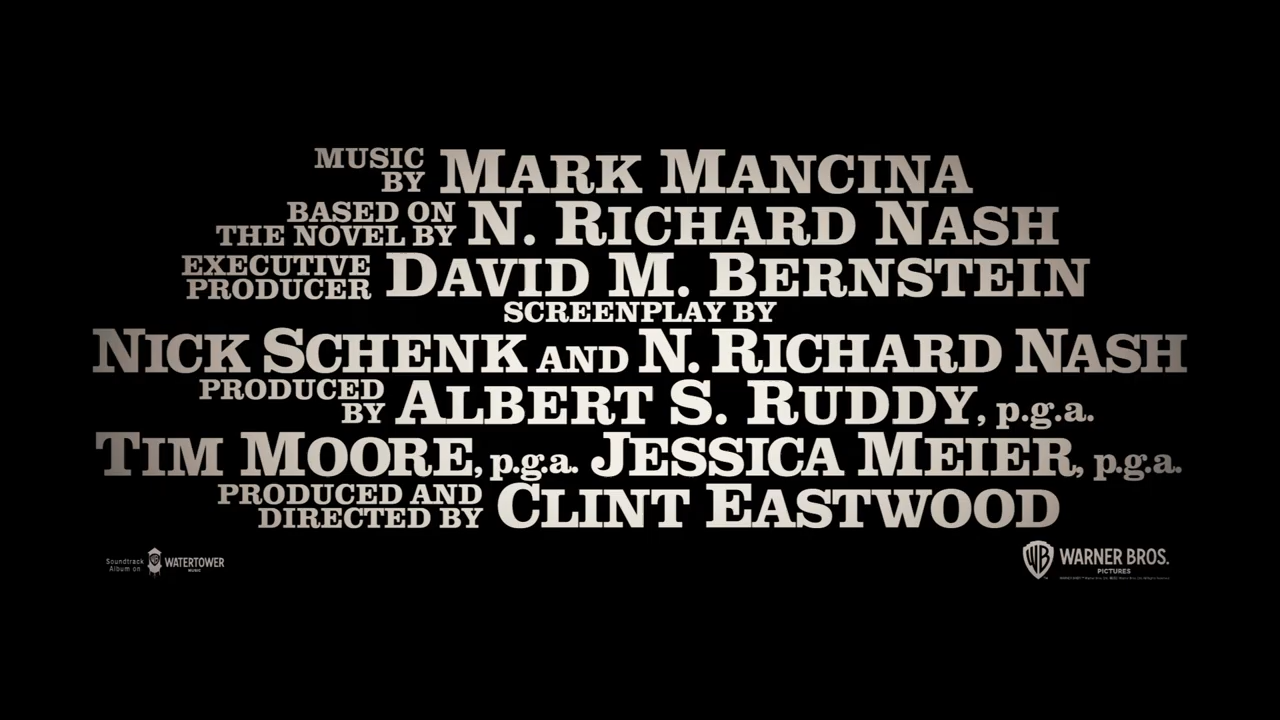 MUSIC BY MARK MANCINA
BASED ON THE NOVEL BY N. RICHARD NASH
EXECUTIVE PRODUCER DAVID M. BERNSTEIN
SCREENPLAY BY
NICK SCHENK AND N. RICHARD NASH
PRODUCED BY ALBERT S. RUDDY, p.g.a.
TIM MOORE, p.g.a. JESSICA MEIER, p.g.a.
PRODUCED AND DIRECTED BY CLINT EASTWOOD
Soundtrack Album on WATERTOWER MUSIC
WB WARNER BROS. PICTURES